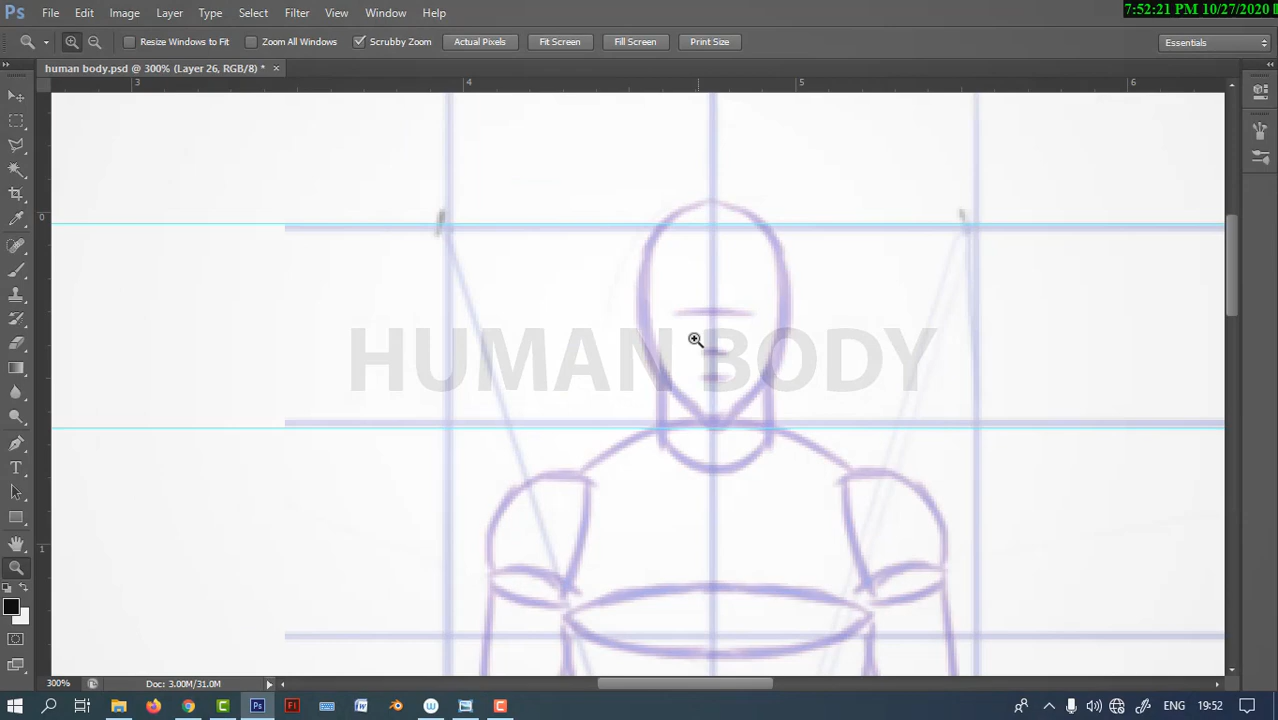 Ps File Edit Image Layer Type Select Filter View Window Help
7:52:21 PM 10/27/2020
Resize Windows to Fit Zoom All Windows Scrubby Zoom Actual Pixels Fit Screen Fill Screen Print Size Essentials
human body.psd @ 300% (Layer 26, RGB/8) * ×
3 4 5 6
0
HUMAN BODY
1
300% Doc: 3.00M/31.0M
ENG 19:52